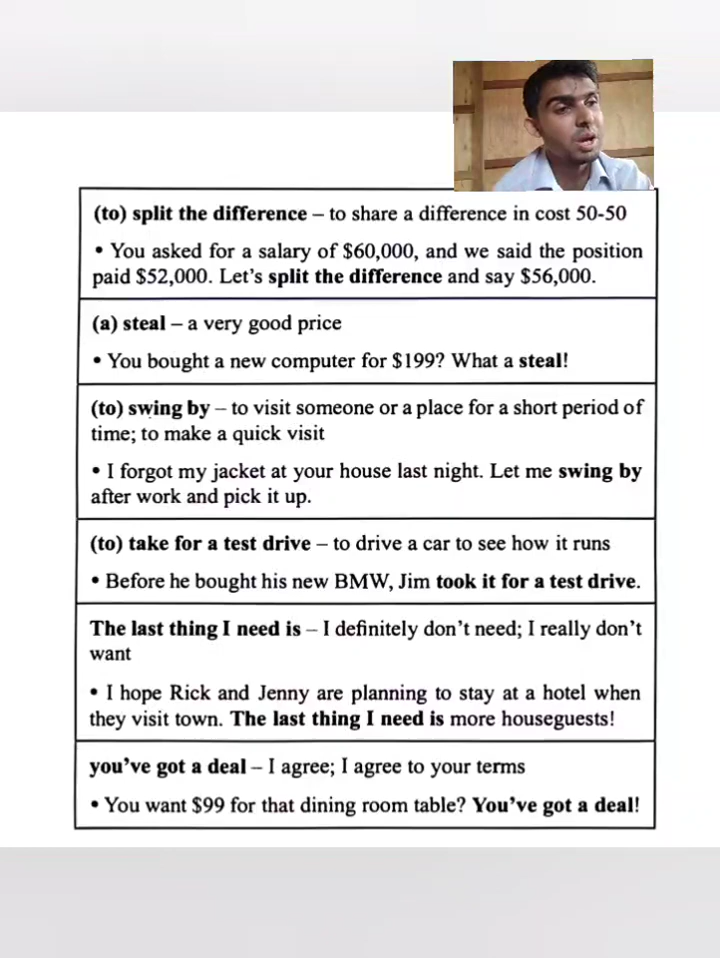 (to) split the difference – to share a difference in cost 50-50
• You asked for a salary of $60,000, and we said the position
paid $52,000. Let's split the difference and say $56,000.
(a) steal – a very good price
• You bought a new computer for $199? What a steal!
(to) swing by – to visit someone or a place for a short period of
time; to make a quick visit
• I forgot my jacket at your house last night. Let me swing by
after work and pick it up.
(to) take for a test drive – to drive a car to see how it runs
• Before he bought his new BMW, Jim took it for a test drive.
The last thing I need is – I definitely don't need; I really don't
want
• I hope Rick and Jenny are planning to stay at a hotel when
they visit town. The last thing I need is more houseguests!
you've got a deal – I agree; I agree to your terms
• You want $99 for that dining room table? You've got a deal!